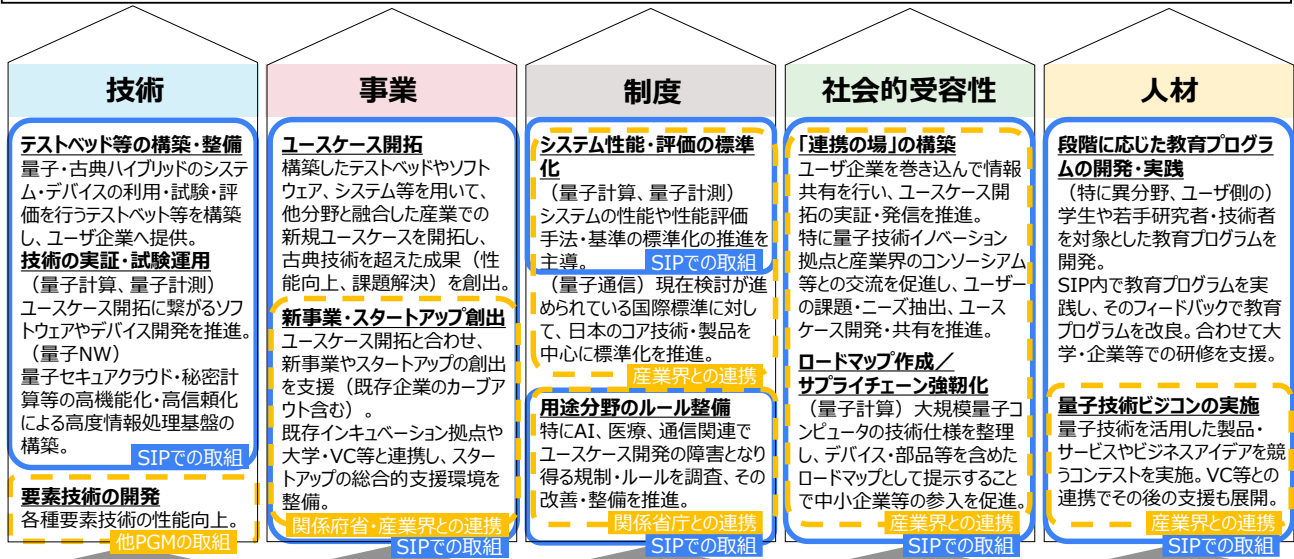 技術
テストベッド等の構築・整備
量子・古典ハイブリッドのシステ
ム・デバイスの利用・試験・評
価を行うテストベット等を構築
し、ユーザ企業へ提供。
技術の実証・試験運用
（量子計算、量子計測）
ユースケース開拓に繋がるソフ
トウェアやデバイス開発を推進。
（量子NW）
量子セキュアクラウド・秘密計
算等の高機能化・高信頼化
による高度情報処理基盤の
構築。
SIPでの取組
要素技術の開発
各種要素技術の性能向上。
他PGMの取組
事業
ユースケース開拓
構築したテストベッドやソフト
ウェア、システム等を用いて、
他分野と融合した産業での
新規ユースケースを開拓し、
古典技術を超えた成果（性
能向上、課題解決）を創出。
新事業・スタートアップ創出
ユースケース開拓と合わせ、
新事業やスタートアップの創出
を支援（既存企業のカーブア
ウト含む）。
既存インキュベーション拠点や
大学・VC等と連携し、スター
トアップの総合的支援環境を
整備。
関係府省・産業界との連携
SIPでの取組
制度
システム性能・評価の標準
化
（量子計算、量子計測）
システムの性能や性能評価
手法・基準の標準化の推進を
主導。
SIPでの取組
（量子通信）現在検討が進
められている国際標準に対し
て、日本のコア技術・製品を
中心に標準化を推進。
産業界との連携
用途分野のルール整備
特にAI、医療、通信関連で
ユースケース開発の障害となり
得る規制・ルールを調査、その
改善・整備を推進。
関係省庁との連携
SIPでの取組
社会的受容性
「連携の場」の構築
ユーザ企業を巻き込んで情報
共有を行い、ユースケース開
拓の実証・発信を推進。
特に量子技術イノベーション
拠点と産業界のコンソーシアム
等との交流を促進し、ユーザー
の課題・ニーズ抽出、ユース
ケース開発・共有を推進。
ロードマップ作成／
サプライチェーン強靭化
（量子計算）大規模量子コ
ンピュータの技術仕様を整理
し、デバイス・部品等を含めた
ロードマップとして提示すること
で中小企業等の参入を促進。
産業界との連携
SIPでの取組
人材
段階に応じた教育プログラ
ムの開発・実践
（特に異分野、ユーザ側の）
学生や若手研究者・技術者
を対象とした教育プログラムを
開発。
SIP内で教育プログラムを実
践し、そのフィードバックで教育
プログラムを改良。合わせて大
学・企業等での研修を支援。
量子技術ビジコンの実施
量子技術を活用した製品・
サービスやビジネスアイデアを競
うコンテストを実施。VC等との
連携でその後の支援も展開。
産業界との連携
SIPでの取組